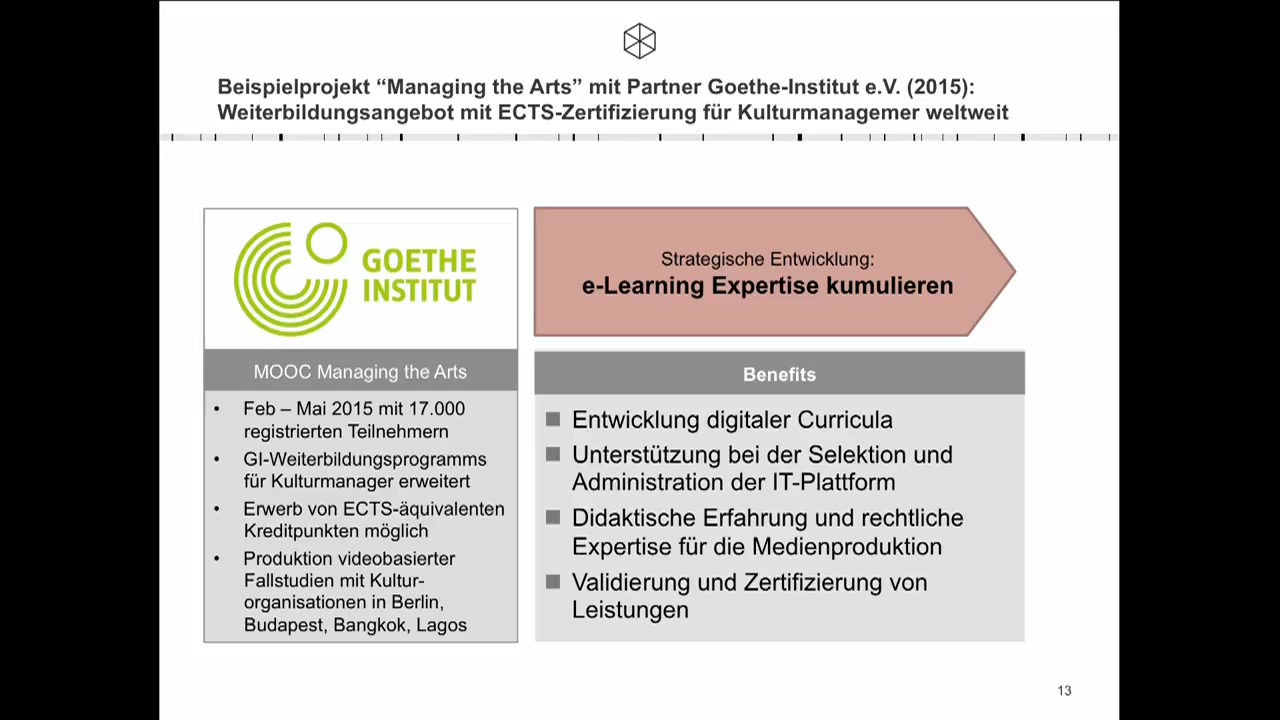 Beispielprojekt “Managing the Arts” mit Partner Goethe-Institut e.V. (2015):
Weiterbildungsangebot mit ECTS-Zertifizierung für Kulturmanagemer weltweit
GOETHE
INSTITUT
MOOC Managing the Arts
• Feb – Mai 2015 mit 17.000
registrierten Teilnehmern
• GI-Weiterbildungsprogramms
für Kulturmanager erweitert
• Erwerb von ECTS-äquivalenten
Kreditpunkten möglich
• Produktion videobasierter
Fallstudien mit Kultur-
organisationen in Berlin,
Budapest, Bangkok, Lagos
Strategische Entwicklung:
e-Learning Expertise kumulieren
Benefits
Entwicklung digitaler Curricula
Unterstützung bei der Selektion und
Administration der IT-Plattform
Didaktische Erfahrung und rechtliche
Expertise für die Medienproduktion
Validierung und Zertifizierung von
Leistungen
13